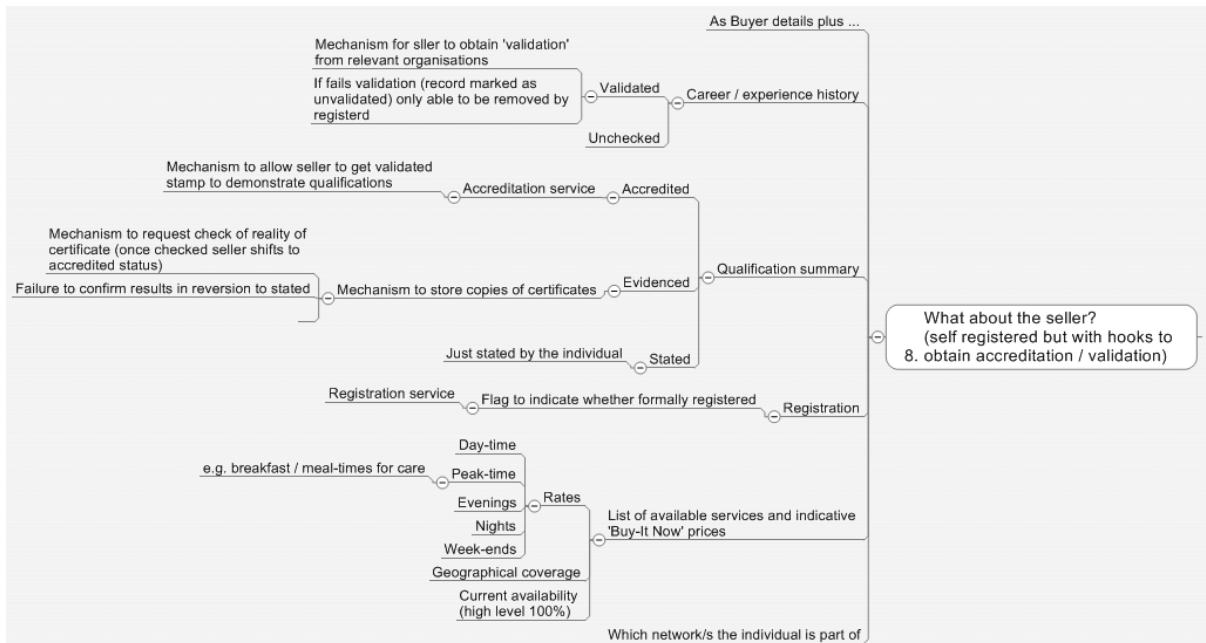 As Buyer details plus ...
Mechanism for sller to obtain 'validation'
from relevant organisations
If fails validation (record marked as
unvalidated) only able to be removed by
registerd
Validated
Career / experience history
Unchecked
Mechanism to allow seller to get validated
stamp to demonstrate qualifications
Accreditation service
Accredited
Mechanism to request check of reality of
certificate (once checked seller shifts to
accredited status)
Failure to confirm results in reversion to stated
Mechanism to store copies of certificates
Evidenced
Qualification summary
Just stated by the individual
Stated
What about the seller?
(self registered but with hooks to
8. obtain accreditation / validation)
Registration service
Flag to indicate whether formally registered
Registration
Day-time
e.g. breakfast / meal-times for care
Peak-time
Evenings
Nights
Week-ends
Rates
Geographical coverage
Current availability
(high level 100%)
List of available services and indicative
'Buy-It Now' prices
Which network/s the individual is part of